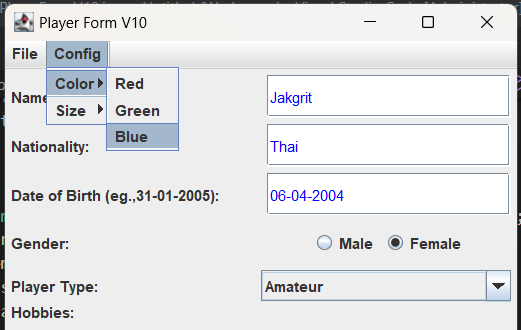 Player Form V10
File Config
Color Red
Size Green
Blue
Name
Jakgrit
Nationality:
Thai
Date of Birth (eg.,31-01-2005):
06-04-2004
Gender:
Male Female
Player Type:
Amateur
Hobbies: